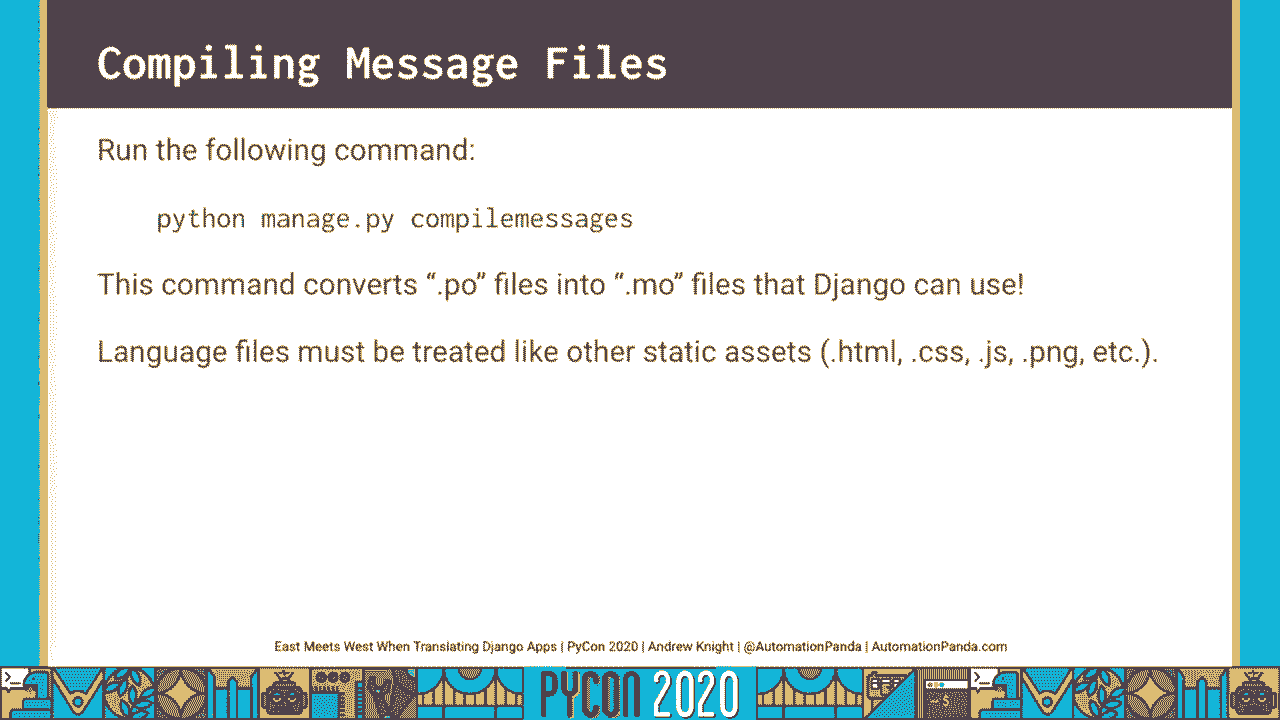 Compiling Message Files
Run the following command:
python manage.py compilemessages
This command converts “.po” files into “.mo” files that Django can use!
Language files must be treated like other static assets (.html, .css, .js, .png, etc.).
East Meets West When Translating Django Apps | PyCon 2020 | Andrew Knight | @AutomationPanda | AutomationPanda.com
PYCON 2020